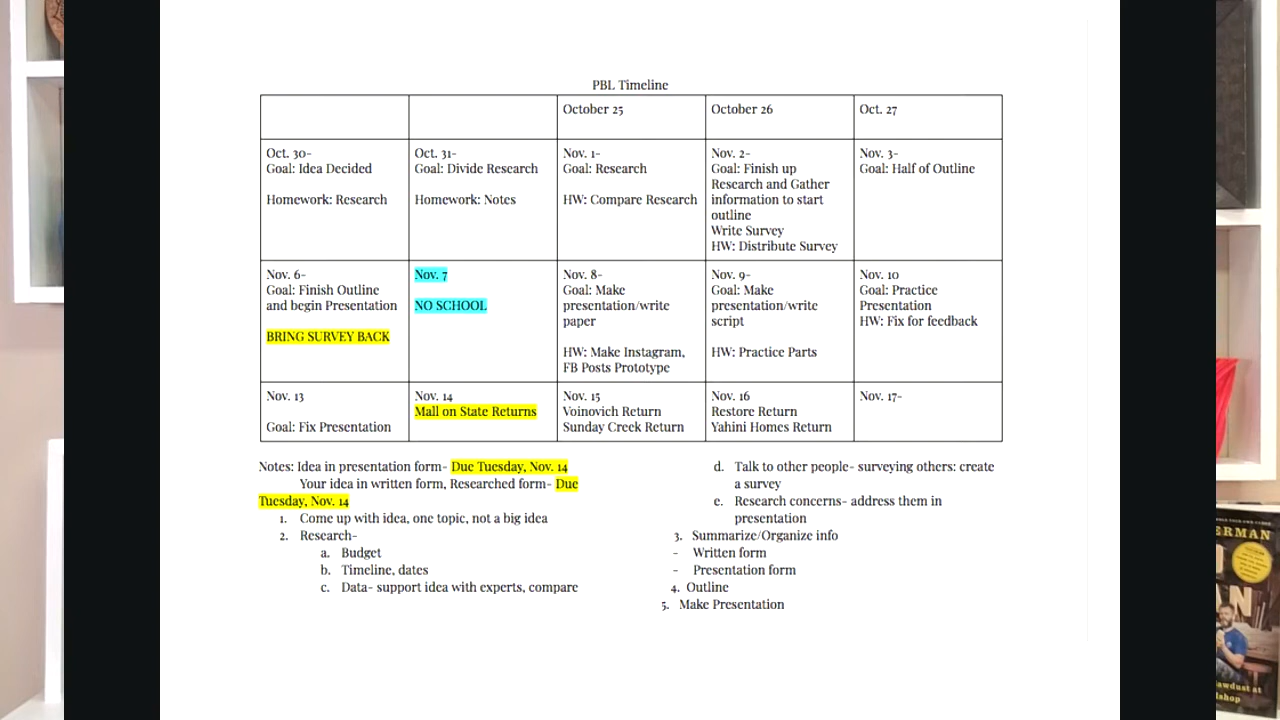 PBL Timeline
October 25
October 26
Oct. 27
Oct. 30-
Goal: Idea Decided
Homework: Research
Oct. 31-
Goal: Divide Research
Homework: Notes
Nov. 1-
Goal: Research
HW: Compare Research
Nov. 2-
Goal: Finish up
Research and Gather
information to start
outline
Write Survey
HW: Distribute Survey
Nov. 3-
Goal: Half of Outline
Nov. 6-
Goal: Finish Outline
and begin Presentation
BRING SURVEY BACK
Nov. 7
NO SCHOOL
Nov. 8-
Goal: Make
presentation/write
paper
HW: Make Instagram,
FB Posts Prototype
Nov. 9-
Goal: Make
presentation/write
script
HW: Practice Parts
Nov. 10
Goal: Practice
Presentation
HW: Fix for feedback
Nov. 13
Goal: Fix Presentation
Nov. 14
Mall on State Returns
Nov. 15
Voinovich Return
Sunday Creek Return
Nov. 16
Restore Return
Yahini Homes Return
Nov. 17-
Notes: Idea in presentation form- Due Tuesday, Nov. 14
Your idea in written form, Researched form- Due
Tuesday, Nov. 14
1. Come up with idea, one topic, not a big idea
2. Research-
a. Budget
b. Timeline, dates
c. Data- support idea with experts, compare
d. Talk to other people- surveying others: create
a survey
e. Research concerns- address them in
presentation
3. Summarize/Organize info
- Written form
- Presentation form
4. Outline
5. Make Presentation
ERMAN
AN
awdust at
shop